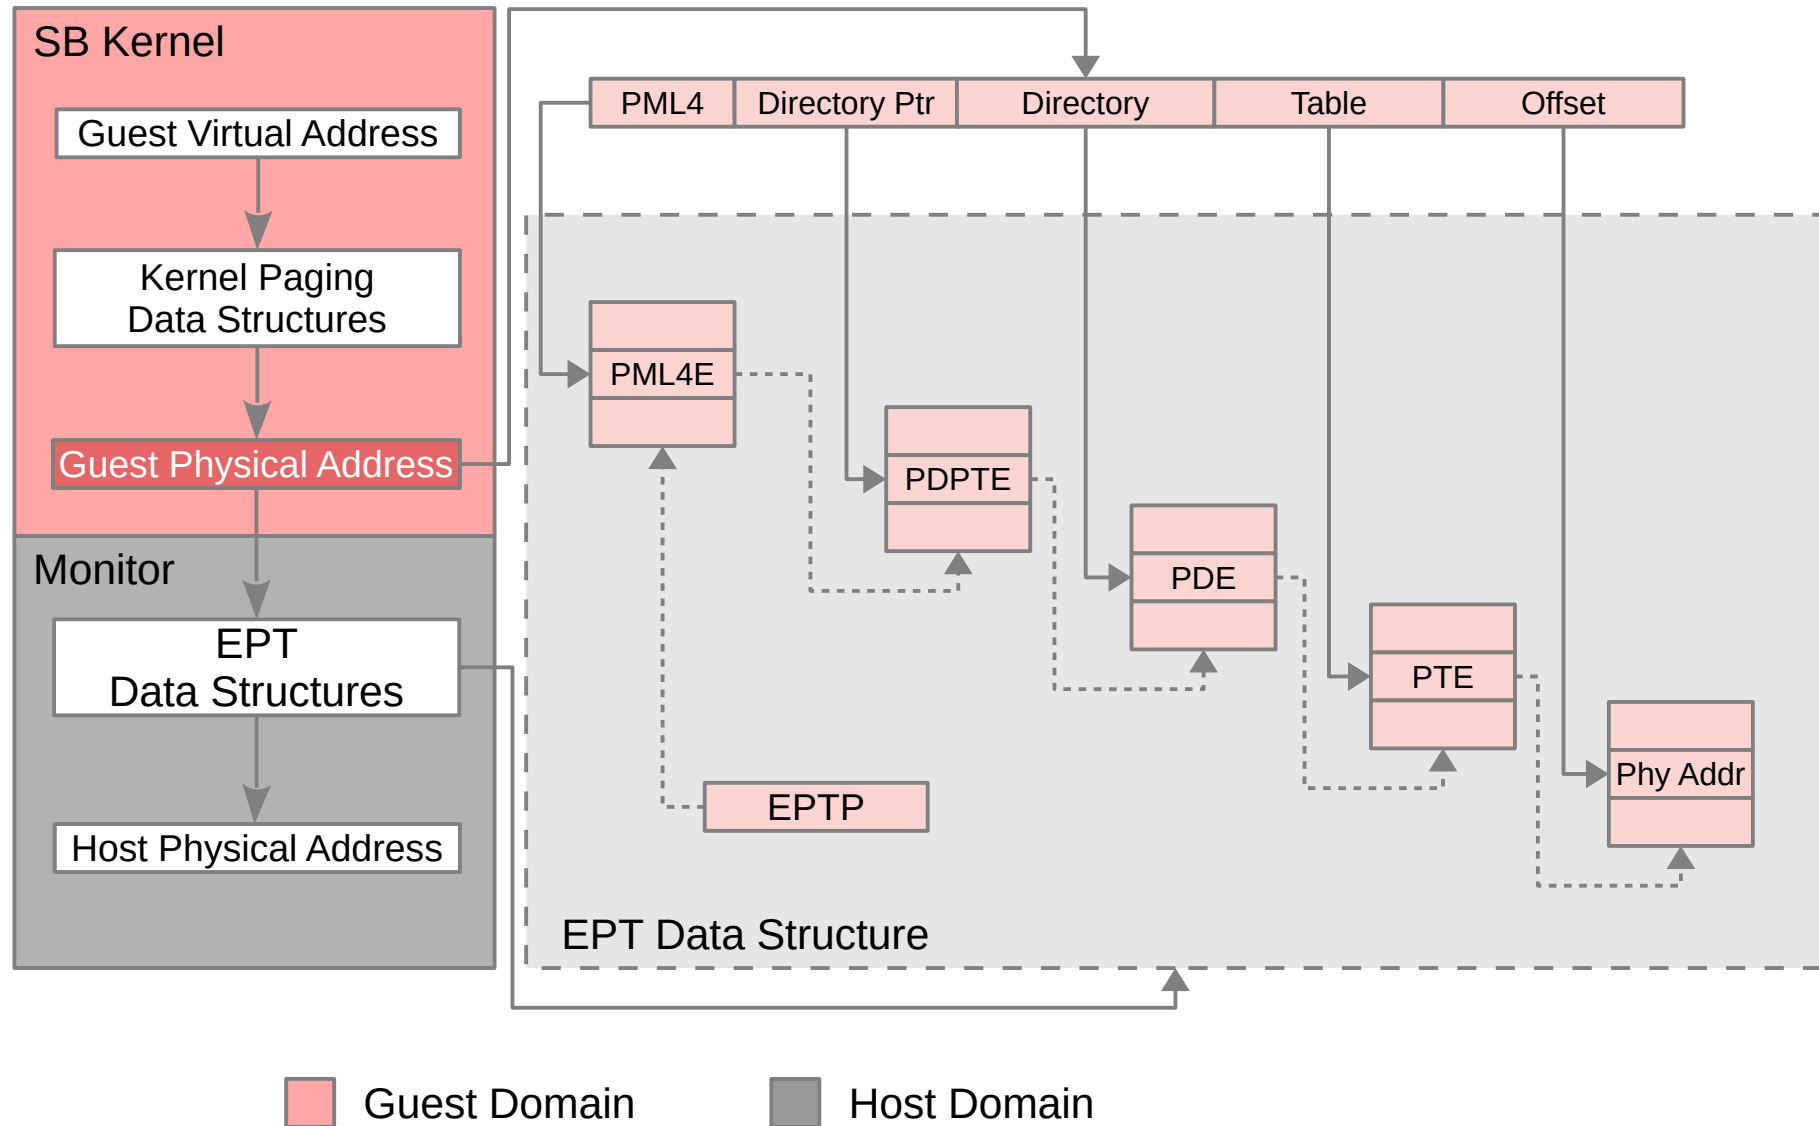 SB Kernel
Guest Virtual Address
Kernel Paging
Data Structures
Guest Physical Address
Monitor
EPT
Data Structures
Host Physical Address
PML4 Directory Ptr Directory Table Offset
PML4E
PDPTE
PDE
PTE
Phy Addr
EPTP
EPT Data Structure
Guest Domain Host Domain